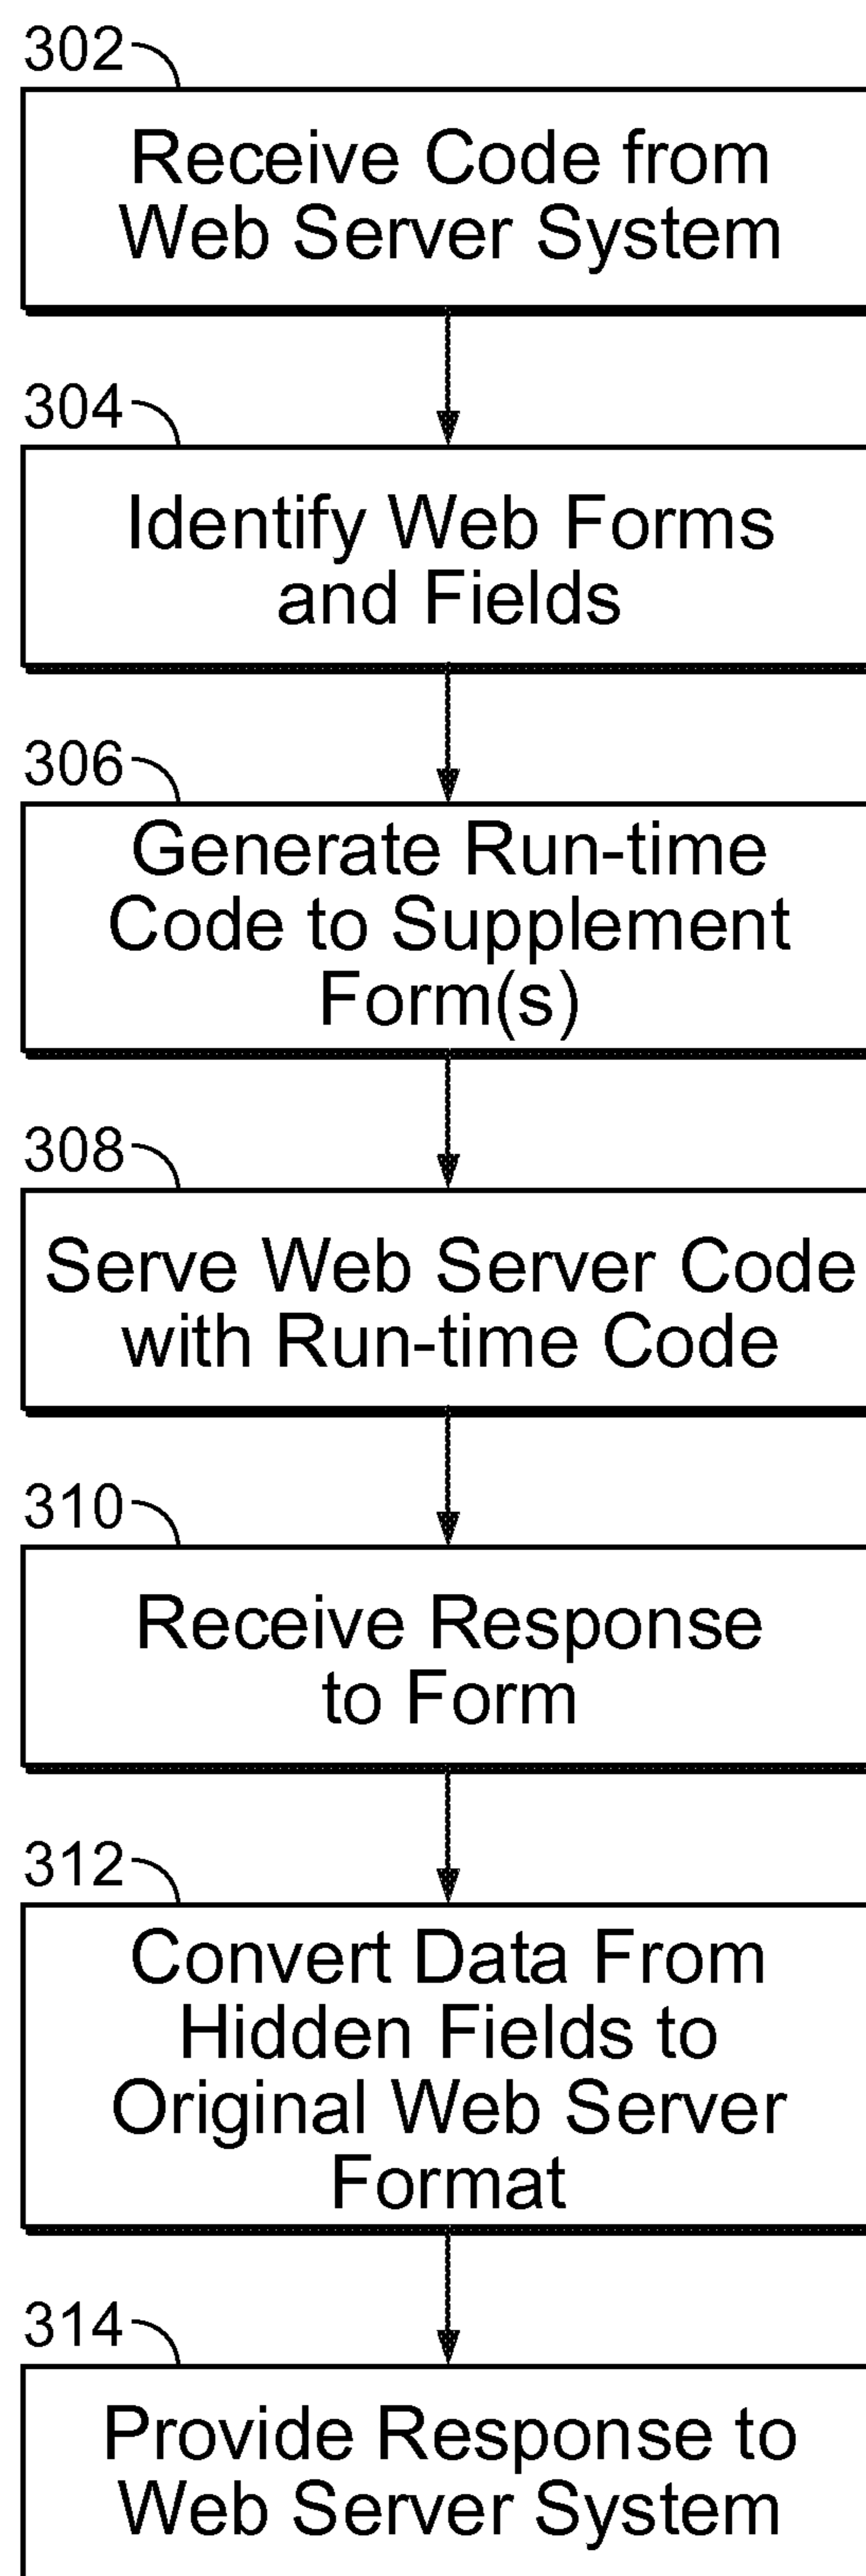 302
Receive Code from
Web Server System
304
Identify Web Forms
and Fields
306
Generate Run-time
Code to Supplement
Form(s)
308
Serve Web Server Code
with Run-time Code
310
Receive Response
to Form
312
Convert Data From
Hidden Fields to
Original Web Server
Format
314
Provide Response to
Web Server System